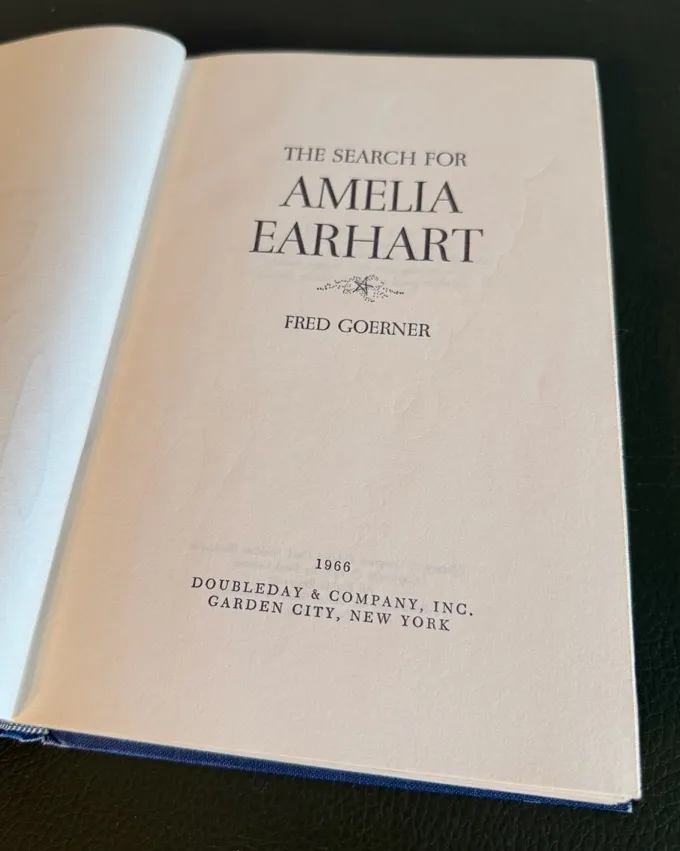 THE SEARCH FOR
AMELIA
EARHART
FRED GOERNER
1966
DOUBLEDAY & COMPANY, INC.
GARDEN CITY, NEW YORK